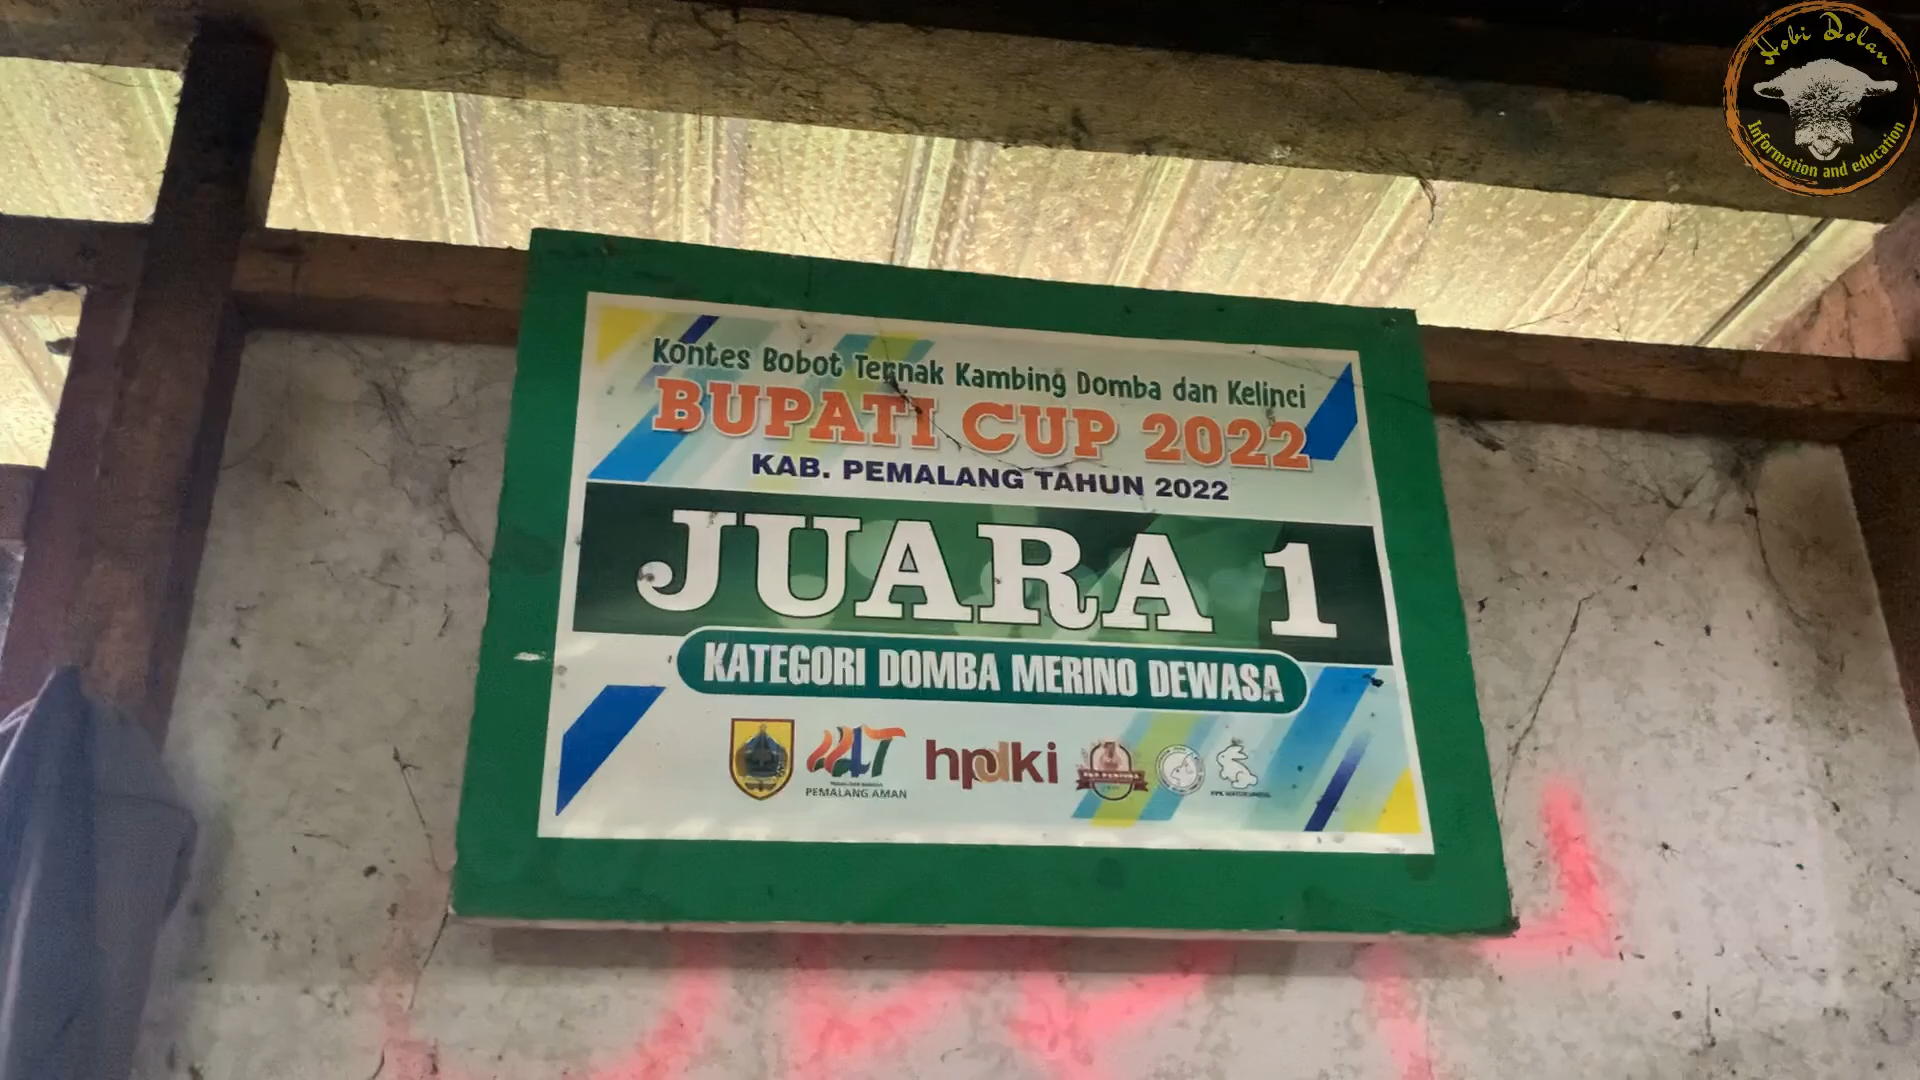 Hobi Dolan
Information and education
Kontes Bobot Ternak Kambing Domba dan Kelinci
BUPATI CUP 2022
KAB. PEMALANG TAHUN 2022
JUARA 1
KATEGORI DOMBA MERINO DEWASA
PEMALANG AMAN
hpdki